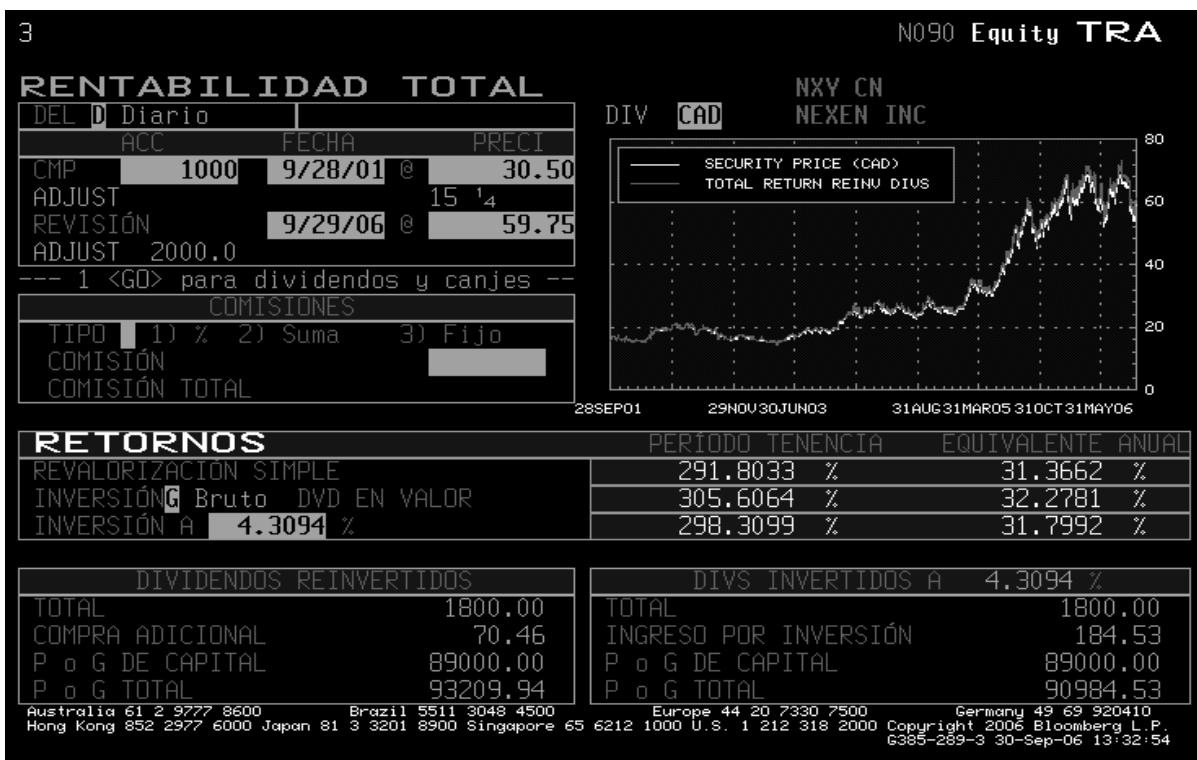 3 N090 Equity TRA
RENTABILIDAD TOTAL NXY CN
DEL D Diario DIV CAD NEXEN INC
ACC FECHA PRECI
CMP 1000 9/28/01 @ 30.50
ADJUST 15 ¹₄
REVISIÓN 9/29/06 @ 59.75
ADJUST 2000.0
--- 1 <GO> para dividendos y canjes --
COMISIONES
TIPO 1) % 2) Suma 3) Fijo
COMISIÓN
COMISIÓN TOTAL
SECURITY PRICE (CAD)
TOTAL RETURN REINV DIVS
80
60
40
20
0
28SEP01 29NOV30JUN03 31AUG31MAR05 31OCT31MAY06
RETORNOS PERÍODO TENENCIA EQUIVALENTE ANUAL
REVALORIZACIÓN SIMPLE 291.8033 % 31.3662 %
INVERSIÓN G Bruto DVD EN VALOR 305.6064 % 32.2781 %
INVERSIÓN A 4.3094 % 298.3099 % 31.7992 %
DIVIDENDOS REINVERTIDOS DIVS INVERTIDOS A 4.3094 %
TOTAL 1800.00 TOTAL 1800.00
COMPRA ADICIONAL 70.46 INGRESO POR INVERSIÓN 184.53
P o G DE CAPITAL 89000.00 P o G DE CAPITAL 89000.00
P o G TOTAL 93209.94 P o G TOTAL 90984.53
Australia 61 2 9777 8600 Brazil 5511 3048 4500 Europe 44 20 7330 7500 Germany 49 69 920410
Hong Kong 852 2977 6000 Japan 81 3 3201 8900 Singapore 65 6212 1000 U.S. 1 212 318 2000 Copyright 2006 Bloomberg L.P.
G385-289-3 30-Sep-06 13:32:54